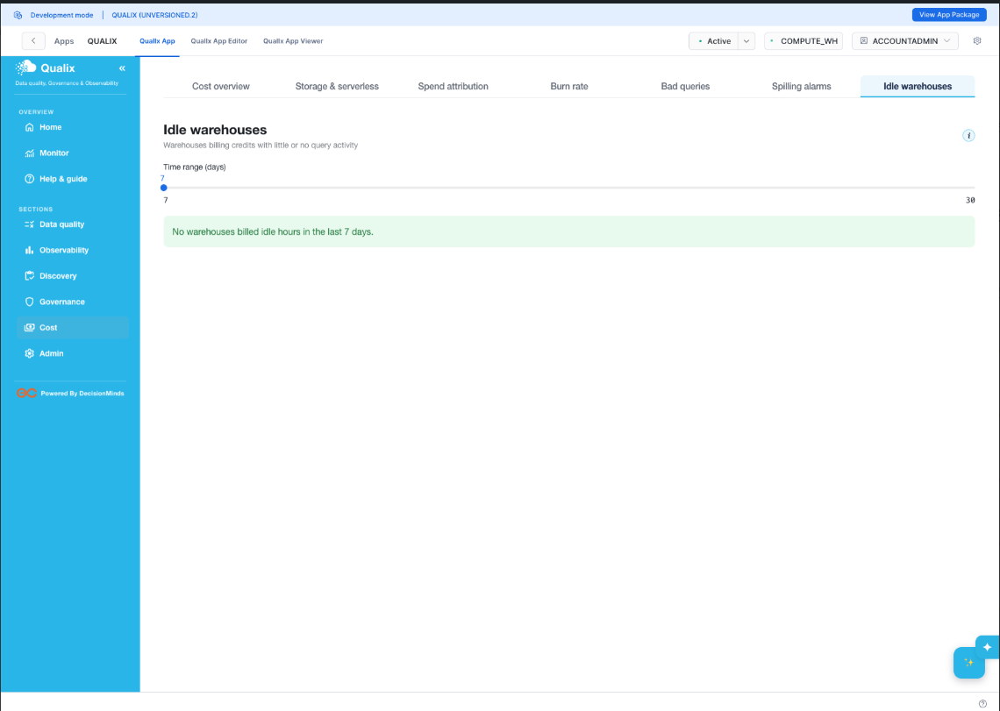 Development mode | QUALIX (UNVERSIONED.2) View App Package
Apps QUALIX Qualix App Qualix App Editor Qualix App Viewer Active COMPUTE_WH ACCOUNTADMIN
Qualix «
Data quality, Governance & Observability
OVERVIEW
Home
Monitor
Help & guide
SECTIONS
Data quality
Observability
Discovery
Governance
Cost
Admin
Powered By DecisionMinds
Cost overview Storage & serverless Spend attribution Burn rate Bad queries Spilling alarms Idle warehouses
Idle warehouses
Warehouses billing credits with little or no query activity
i
Time range (days)
7
7 30
No warehouses billed idle hours in the last 7 days.